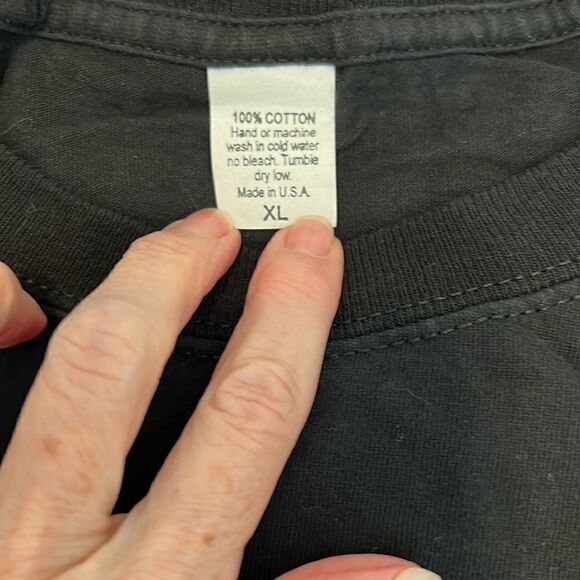 100% COTTON
Hand or machine
wash in cold water
no bleach. Tumble
dry low.
Made in U.S.A.
XL